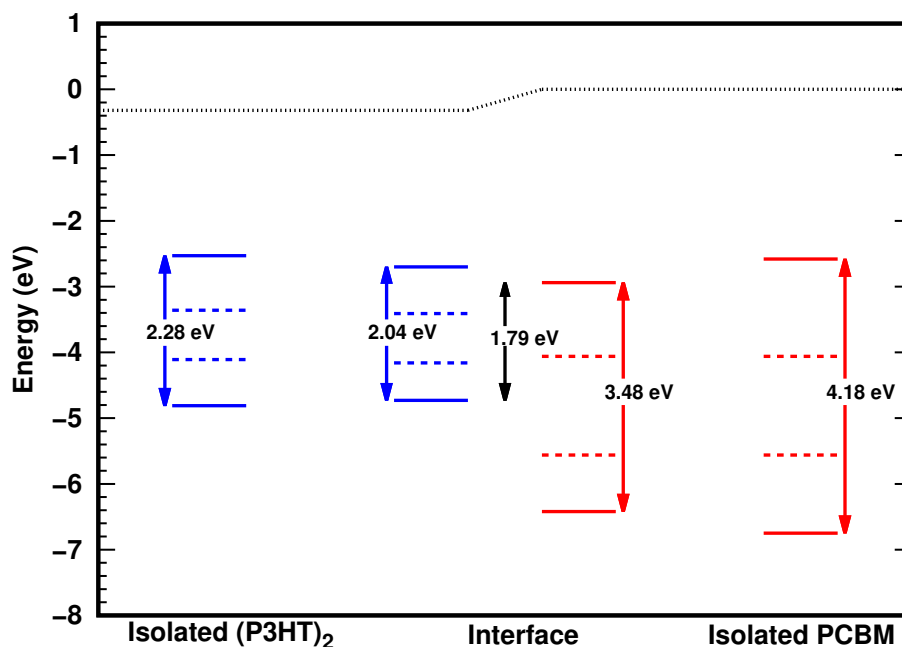 1
0
−1
−2
−3
−4
−5
−6
−7
−8
Energy (eV)
2.28 eV
2.04 eV
1.79 eV
3.48 eV
4.18 eV
Isolated (P3HT)₂
Interface
Isolated PCBM